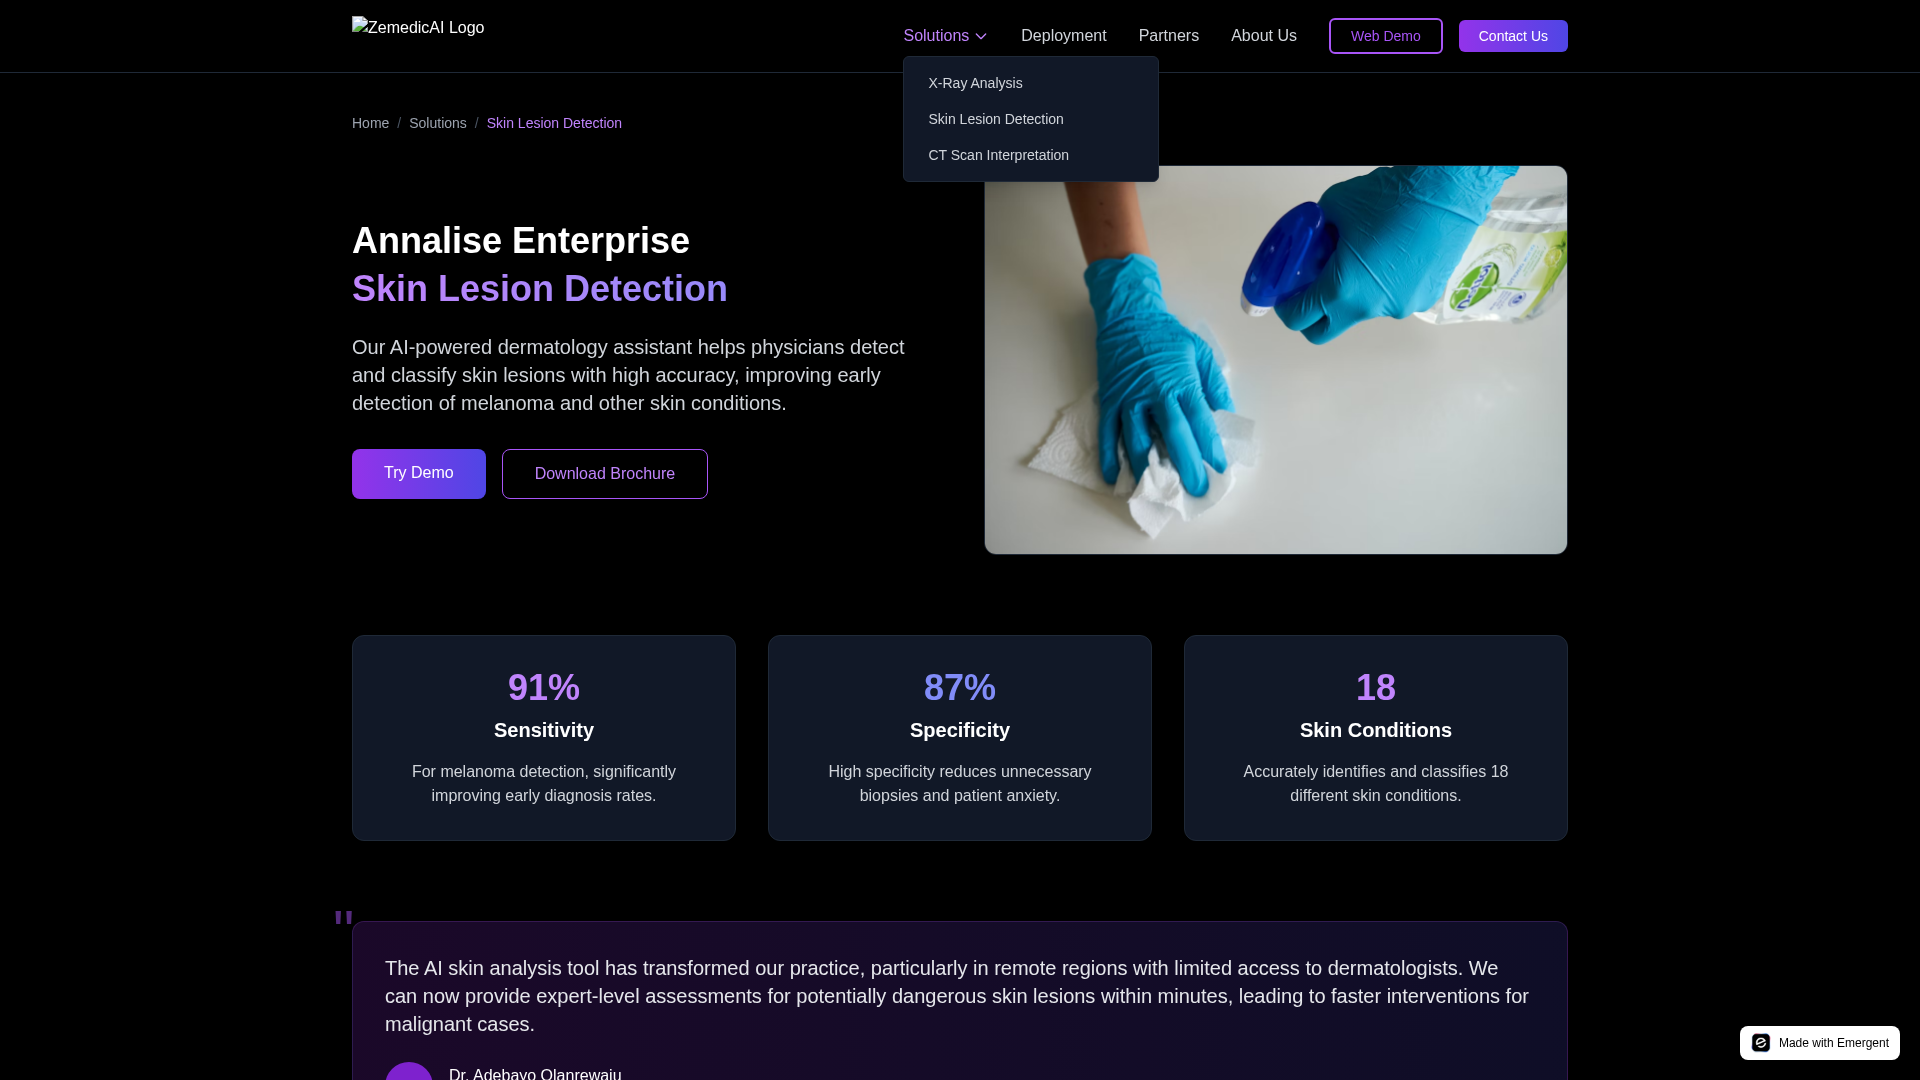 ZemedicAI Logo
Solutions
Deployment
Partners
About Us
Web Demo
Contact Us
X-Ray Analysis
Skin Lesion Detection
CT Scan Interpretation
Home / Solutions / Skin Lesion Detection
Annalise Enterprise
Skin Lesion Detection
Our AI-powered dermatology assistant helps physicians detect
and classify skin lesions with high accuracy, improving early
detection of melanoma and other skin conditions.
Try Demo
Download Brochure
Dettol
91%
Sensitivity
For melanoma detection, significantly
improving early diagnosis rates.
87%
Specificity
High specificity reduces unnecessary
biopsies and patient anxiety.
18
Skin Conditions
Accurately identifies and classifies 18
different skin conditions.
"
The AI skin analysis tool has transformed our practice, particularly in remote regions with limited access to dermatologists. We
can now provide expert-level assessments for potentially dangerous skin lesions within minutes, leading to faster interventions for
malignant cases.
Dr. Adebayo Olanrewaju
Made with Emergent